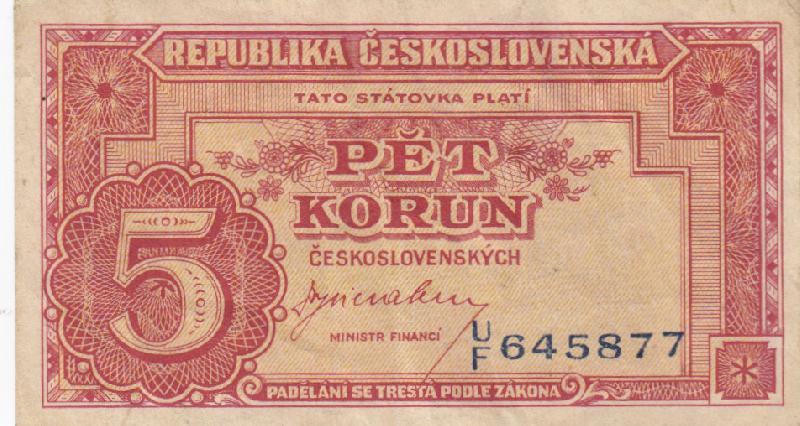 REPUBLIKA ČESKOSLOVENSKÁ
TATO STÁTOVKA PLATÍ
PĚT
KORUN
ČESKOSLOVENSKÝCH
5
MINISTR FINANCÍ
U/F 645877
PADĚLÁNÍ SE TRESTÁ PODLE ZÁKONA